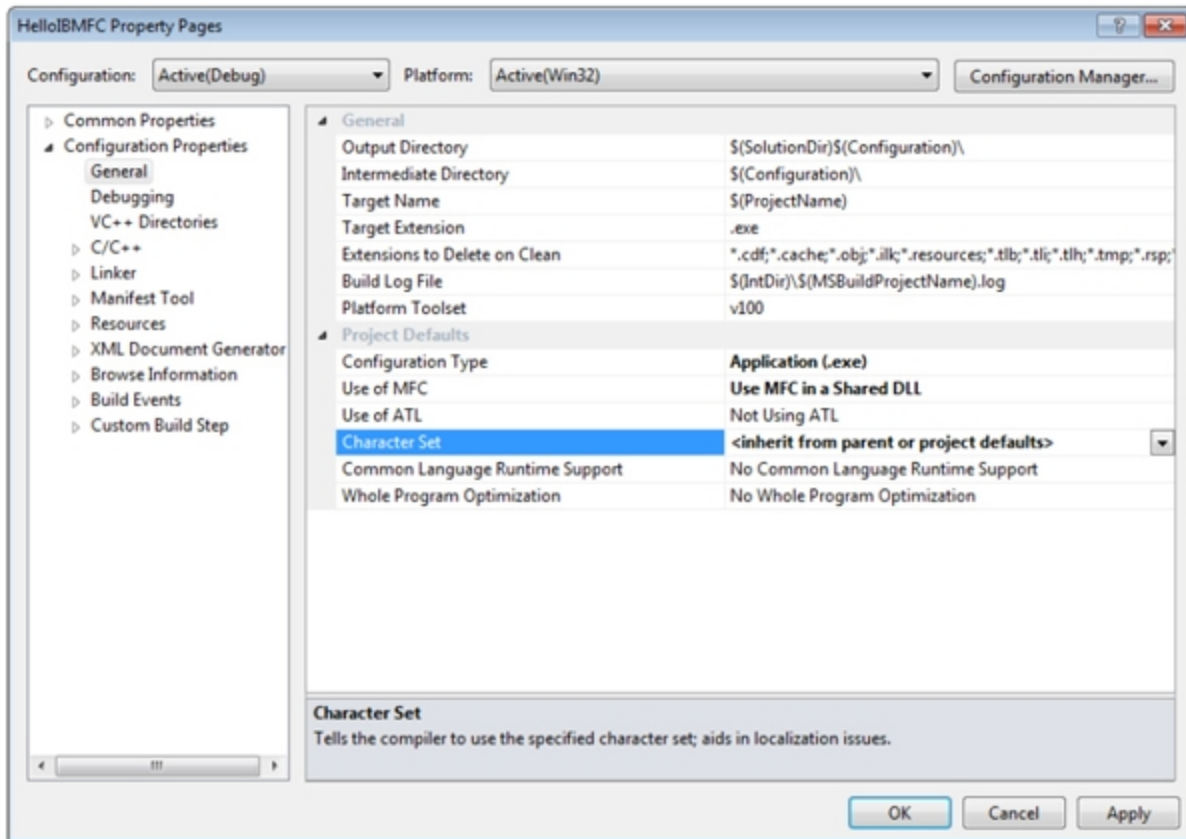 HelloIBMFC Property Pages
Configuration: Active(Debug) Platform: Active(Win32) Configuration Manager...
Common Properties
Configuration Properties
General
Debugging
VC++ Directories
C/C++
Linker
Manifest Tool
Resources
XML Document Generator
Browse Information
Build Events
Custom Build Step
General
Output Directory $(SolutionDir)$(Configuration)\
Intermediate Directory $(Configuration)\
Target Name $(ProjectName)
Target Extension .exe
Extensions to Delete on Clean *.cdf;*.cache;*.obj;*.ilk;*.resources;*.tlb;*.tli;*.tlh;*.tmp;*.rsp;
Build Log File $(IntDir)\$(MSBuildProjectName).log
Platform Toolset v100
Project Defaults
Configuration Type Application (.exe)
Use of MFC Use MFC in a Shared DLL
Use of ATL Not Using ATL
Character Set <inherit from parent or project defaults>
Common Language Runtime Support No Common Language Runtime Support
Whole Program Optimization No Whole Program Optimization
Character Set
Tells the compiler to use the specified character set; aids in localization issues.
OK Cancel Apply